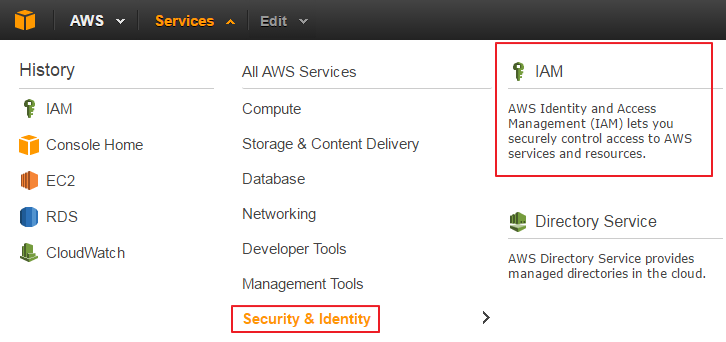 AWS Services Edit
History
IAM
Console Home
EC2
RDS
CloudWatch
All AWS Services
Compute
Storage & Content Delivery
Database
Networking
Developer Tools
Management Tools
Security & Identity
IAM
AWS Identity and Access
Management (IAM) lets you
securely control access to AWS
services and resources.
Directory Service
AWS Directory Service provides
managed directories in the cloud.